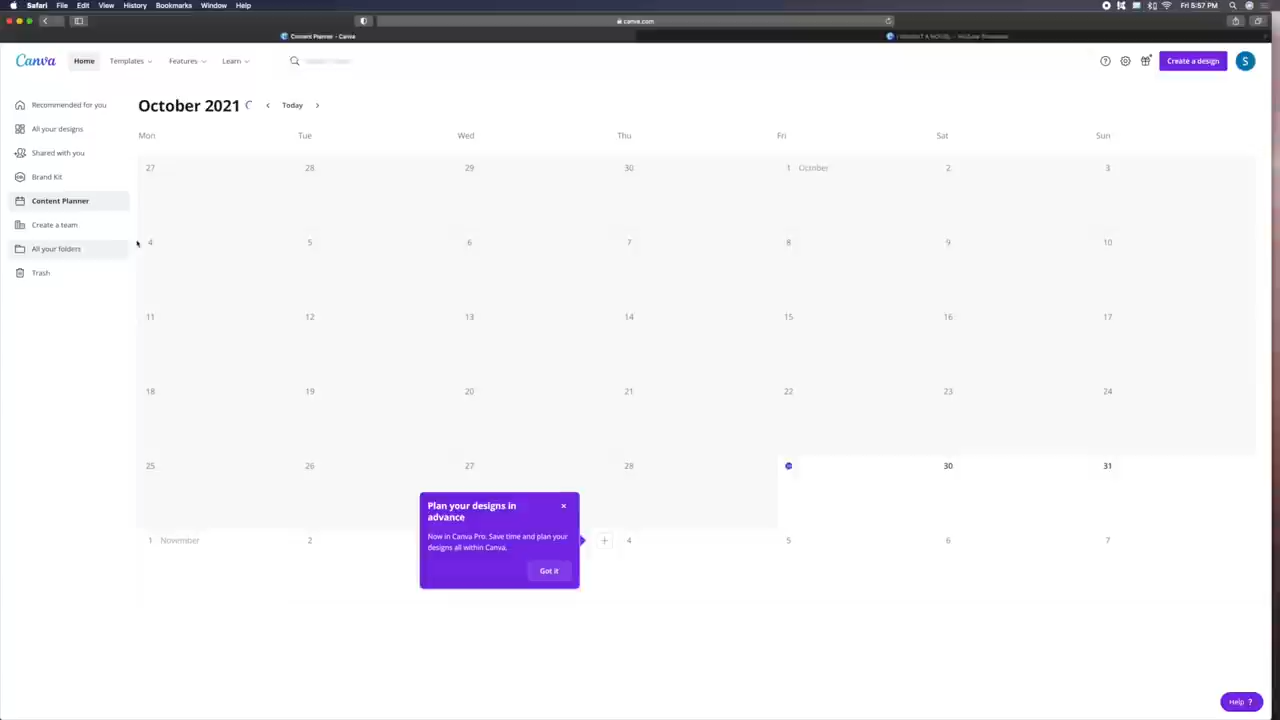 Safari File Edit View History Bookmarks Window Help
Fri 5:57 PM
canva.com
Content Planner - Canva
Canva Home Templates Features Learn
Create a design S
Recommended for you
All your designs
Shared with you
Brand Kit
Content Planner
Create a team
All your folders
Trash
October 2021 Today
Mon Tue Wed Thu Fri Sat Sun
27 28 29 30 1 October 2 3
4 5 6 7 8 9 10
11 12 13 14 15 16 17
18 19 20 21 22 23 24
25 26 27 28 30 31
Plan your designs in
advance
Now in Canva Pro. Save time and plan your
designs all within Canva.
Got it
1 November 2 4 5 6 7
Help ?